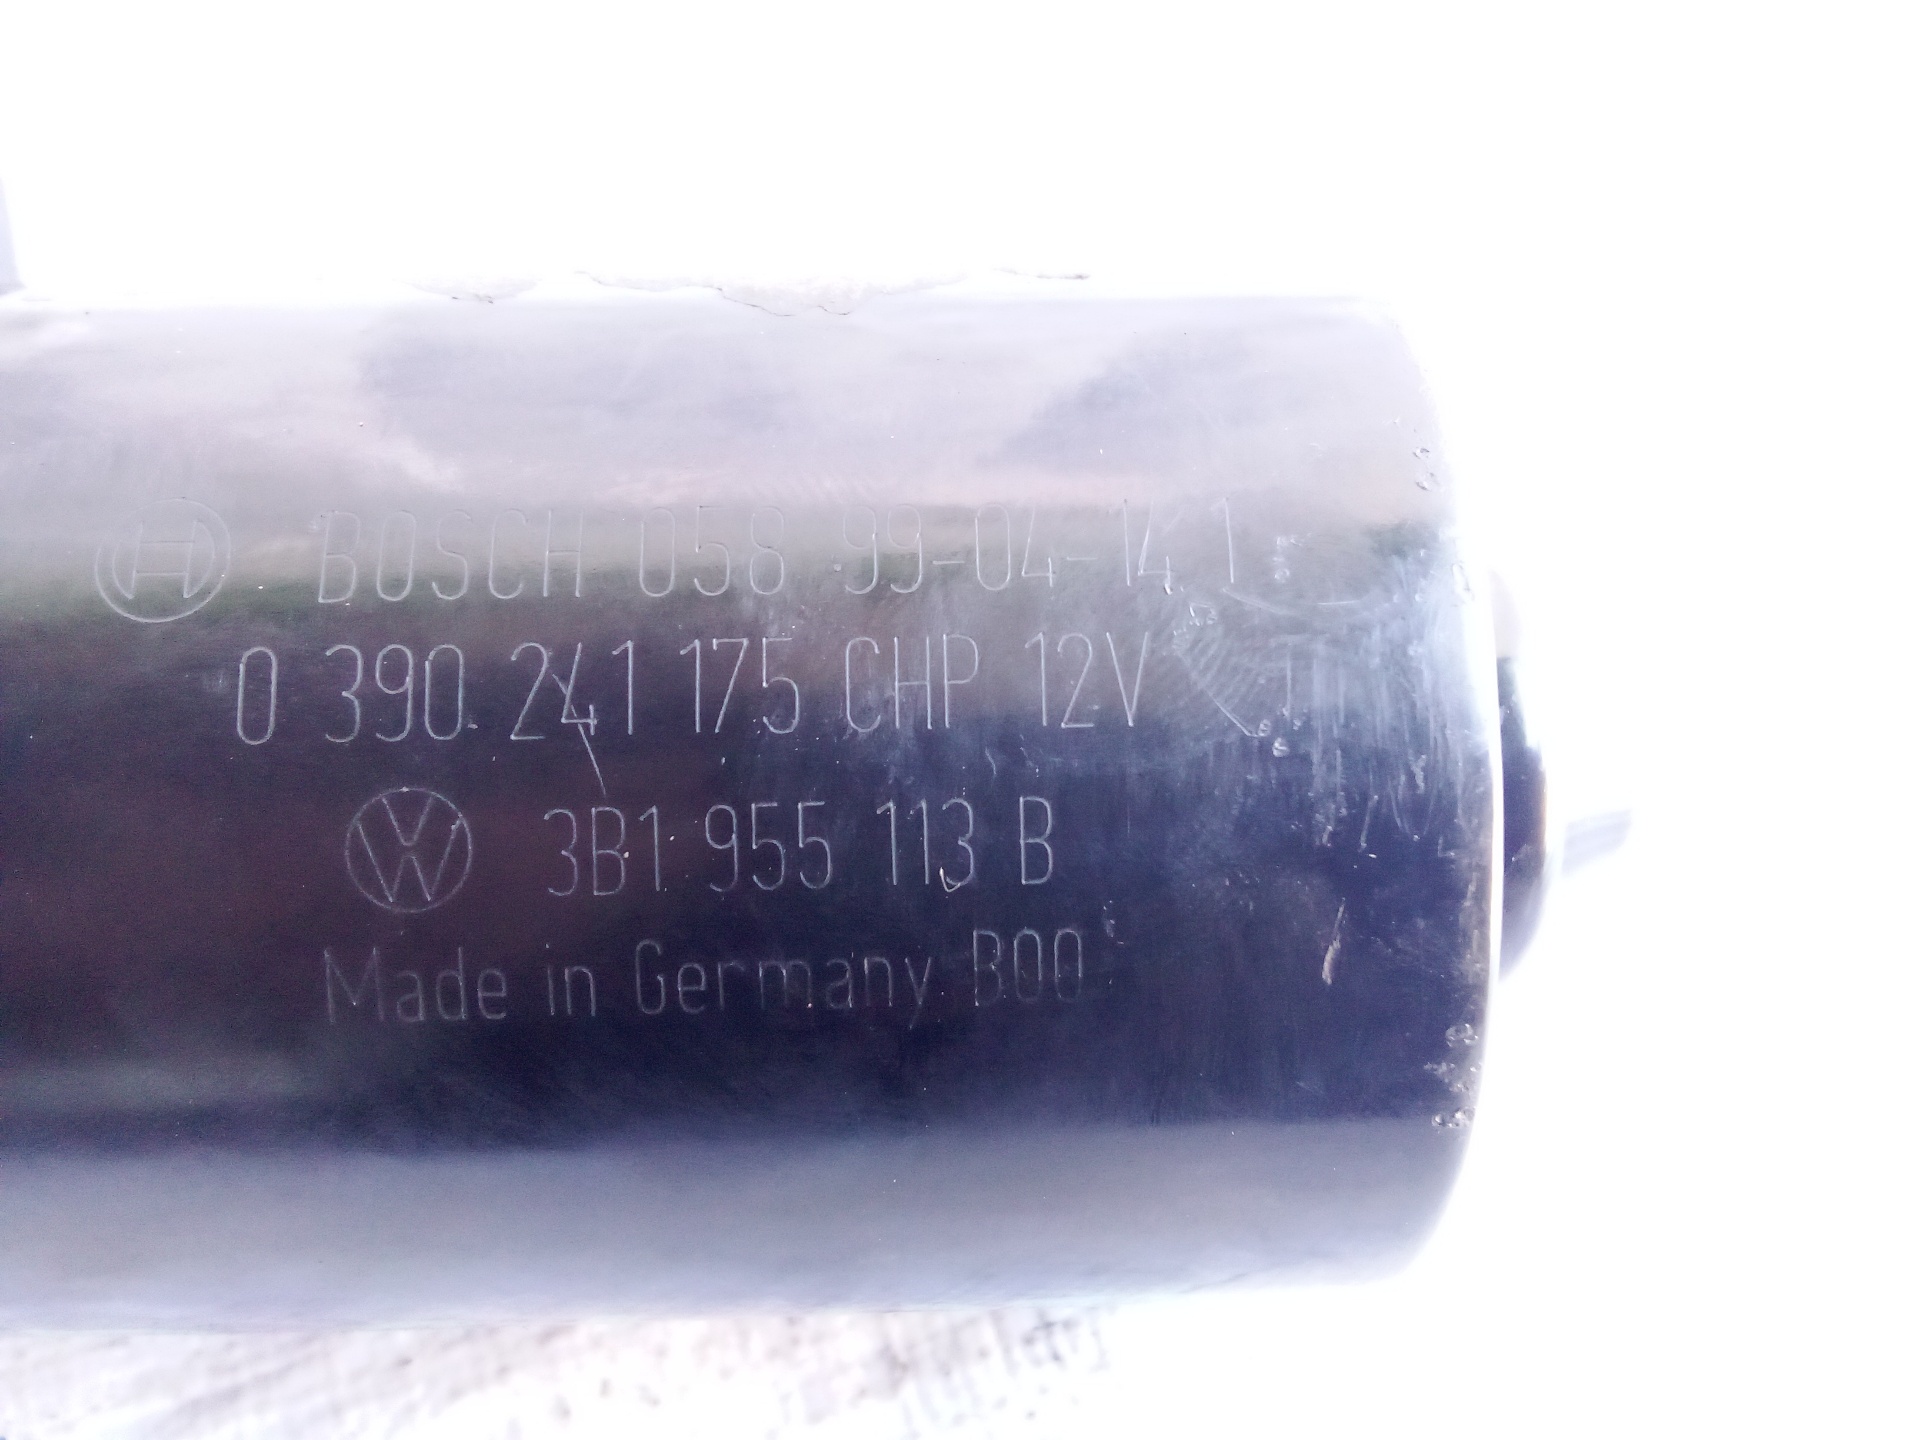 BOSCH 058 99-04-14 1
0 390 241 175 CHP 12V
VW 3B1 955 113 B
Made in Germany B00